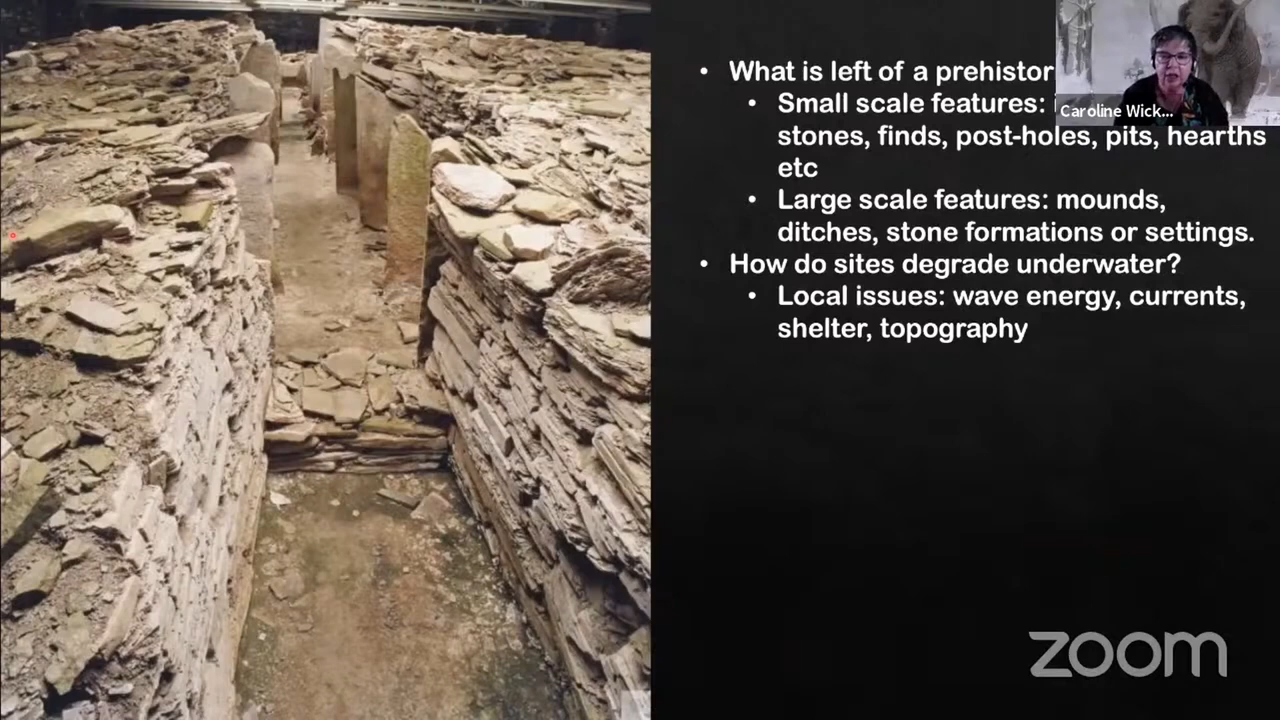 • What is left of a prehistor
• Small scale features:
stones, finds, post-holes, pits, hearths
etc
• Large scale features: mounds,
ditches, stone formations or settings.
• How do sites degrade underwater?
• Local issues: wave energy, currents,
shelter, topography
Caroline Wick...
zoom